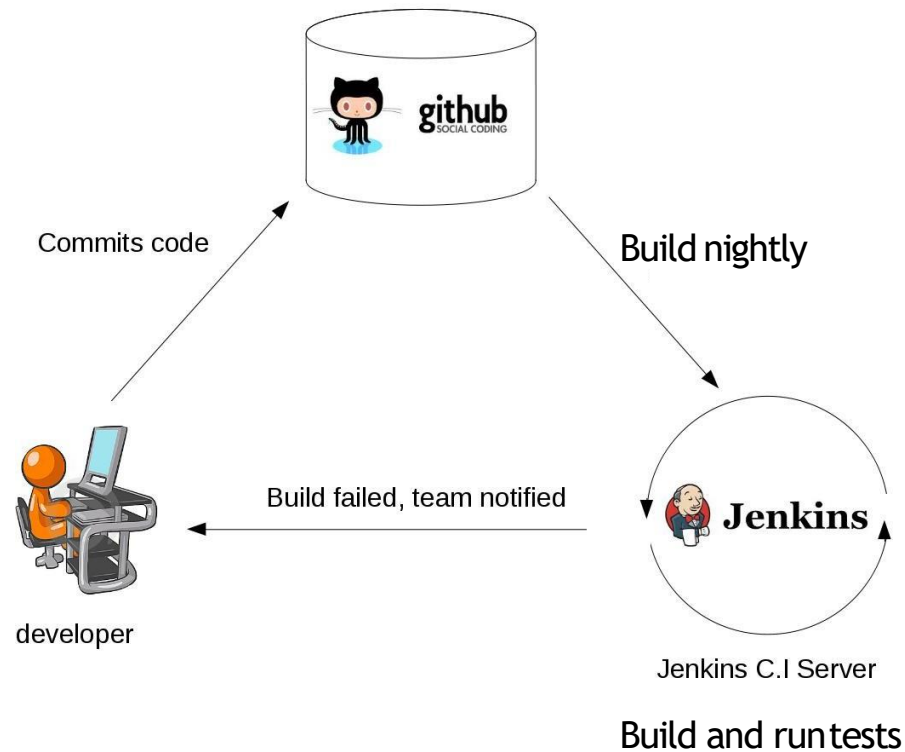 github
SOCIAL CODING
Commits code
Build nightly
Build failed, team notified
Jenkins
developer
Jenkins C.I Server
Build and run tests